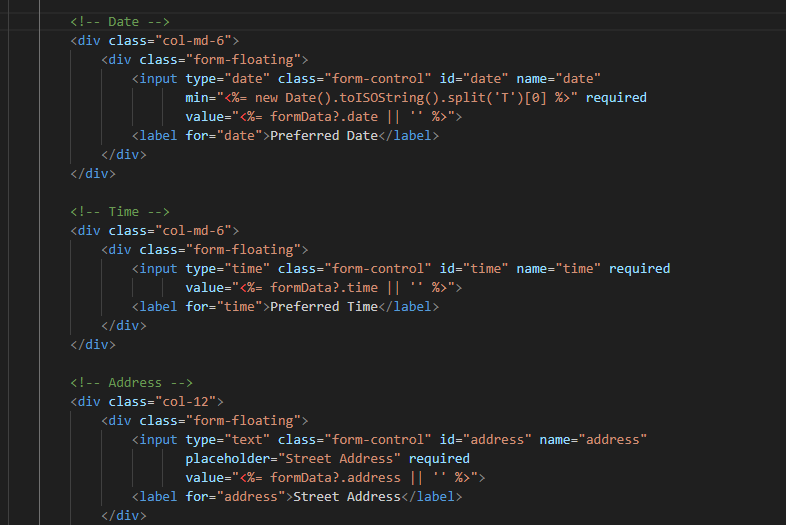 <!-- Date -->
<div class="col-md-6">
<div class="form-floating">
<input type="date" class="form-control" id="date" name="date"
min="<%= new Date().toISOString().split('T')[0] %>" required
value="<%= formData?.date || '' %>">
<label for="date">Preferred Date</label>
</div>
</div>
<!-- Time -->
<div class="col-md-6">
<div class="form-floating">
<input type="time" class="form-control" id="time" name="time" required
value="<%= formData?.time || '' %>">
<label for="time">Preferred Time</label>
</div>
</div>
<!-- Address -->
<div class="col-12">
<div class="form-floating">
<input type="text" class="form-control" id="address" name="address"
placeholder="Street Address" required
value="<%= formData?.address || '' %>">
<label for="address">Street Address</label>
</div>